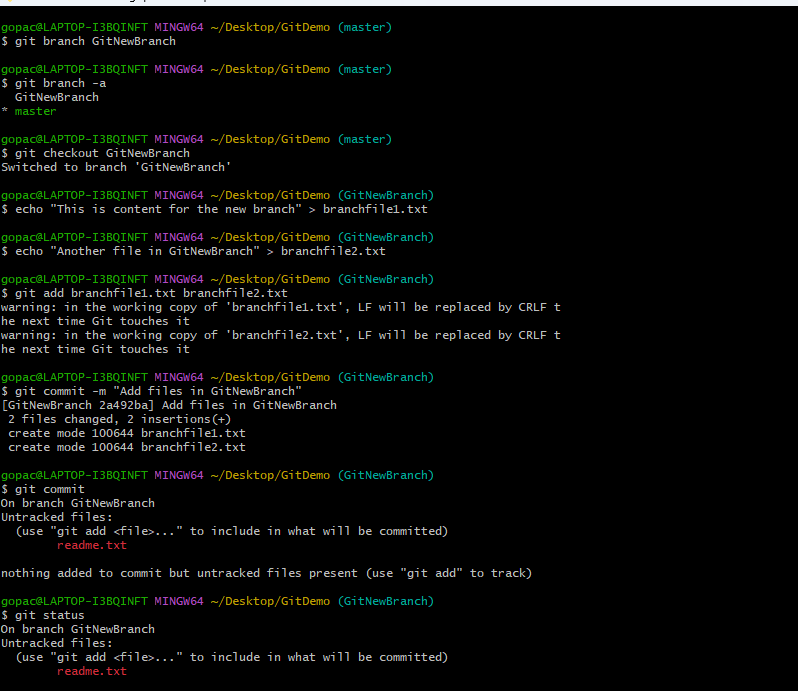 gopac@LAPTOP-I3BQINFT MINGW64 ~/Desktop/GitDemo (master)
$ git branch GitNewBranch
gopac@LAPTOP-I3BQINFT MINGW64 ~/Desktop/GitDemo (master)
$ git branch -a
  GitNewBranch
* master
gopac@LAPTOP-I3BQINFT MINGW64 ~/Desktop/GitDemo (master)
$ git checkout GitNewBranch
Switched to branch 'GitNewBranch'
gopac@LAPTOP-I3BQINFT MINGW64 ~/Desktop/GitDemo (GitNewBranch)
$ echo "This is content for the new branch" > branchfile1.txt
gopac@LAPTOP-I3BQINFT MINGW64 ~/Desktop/GitDemo (GitNewBranch)
$ echo "Another file in GitNewBranch" > branchfile2.txt
gopac@LAPTOP-I3BQINFT MINGW64 ~/Desktop/GitDemo (GitNewBranch)
$ git add branchfile1.txt branchfile2.txt
warning: in the working copy of 'branchfile1.txt', LF will be replaced by CRLF t
he next time Git touches it
warning: in the working copy of 'branchfile2.txt', LF will be replaced by CRLF t
he next time Git touches it
gopac@LAPTOP-I3BQINFT MINGW64 ~/Desktop/GitDemo (GitNewBranch)
$ git commit -m "Add files in GitNewBranch"
[GitNewBranch 2a492ba] Add files in GitNewBranch
 2 files changed, 2 insertions(+)
 create mode 100644 branchfile1.txt
 create mode 100644 branchfile2.txt
gopac@LAPTOP-I3BQINFT MINGW64 ~/Desktop/GitDemo (GitNewBranch)
$ git commit
On branch GitNewBranch
Untracked files:
  (use "git add <file>..." to include in what will be committed)
        readme.txt
nothing added to commit but untracked files present (use "git add" to track)
gopac@LAPTOP-I3BQINFT MINGW64 ~/Desktop/GitDemo (GitNewBranch)
$ git status
On branch GitNewBranch
Untracked files:
  (use "git add <file>..." to include in what will be committed)
        readme.txt